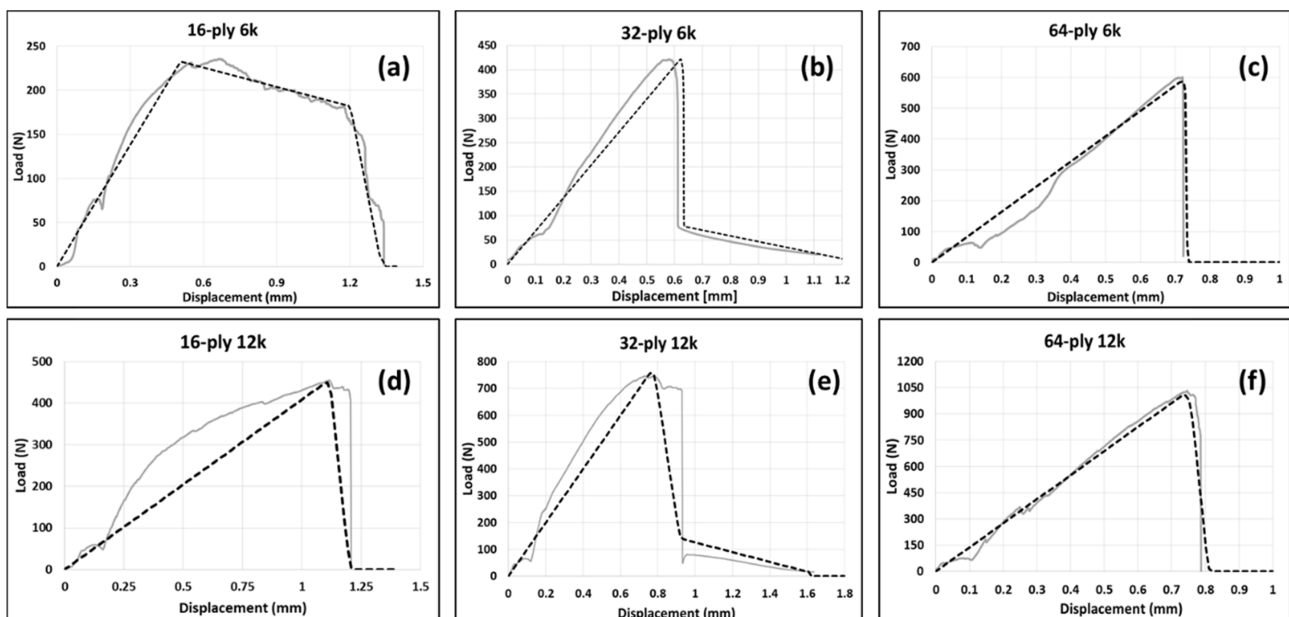 16-ply 6k
(a)
Load (N)
250
200
150
100
50
0
0 0.3 0.6 0.9 1.2 1.5
Displacement (mm)
32-ply 6k
(b)
Load (N)
450
400
350
300
250
200
150
100
50
0
0 0.1 0.2 0.3 0.4 0.5 0.6 0.7 0.8 0.9 1.0 1.1 1.2
Displacement [mm]
64-ply 6k
(c)
Load (N)
700
600
500
400
300
200
100
0
0 0.1 0.2 0.3 0.4 0.5 0.6 0.7 0.8 0.9 1
Displacement (mm)
16-ply 12k
(d)
Load (N)
500
400
300
200
100
0
0 0.25 0.5 0.75 1 1.25 1.5
Displacement (mm)
32-ply 12k
(e)
Load (N)
800
700
600
500
400
300
200
100
0
0 0.2 0.4 0.6 0.8 1 1.2 1.4 1.6 1.8
Displacement (mm)
64-ply 12k
(f)
Load (N)
1200
1050
900
750
600
450
300
150
0
0 0.1 0.2 0.3 0.4 0.5 0.6 0.7 0.8 0.9 1
Displacement (mm)